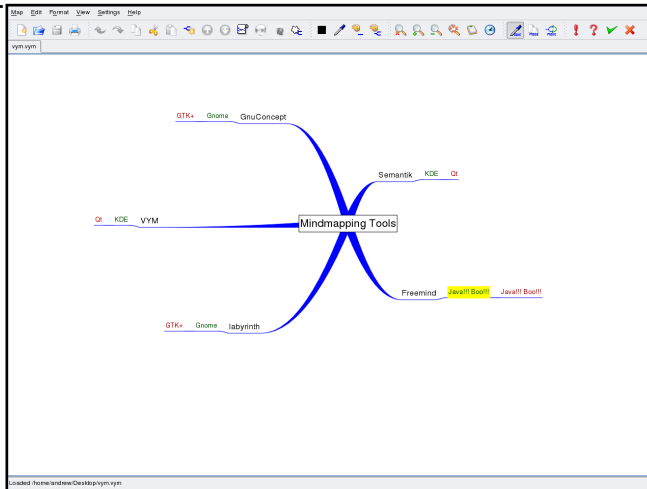 Map Edit Format View Settings Help
vym.vym
GTK+ Gnome GnuConcept
Semantik KDE Qt
Qt KDE VYM
Mindmapping Tools
Freemind Java!!! Boo!!! Java!!! Boo!!!
GTK+ Gnome labyrinth
Loaded /home/andrew/Desktop/vym.vym